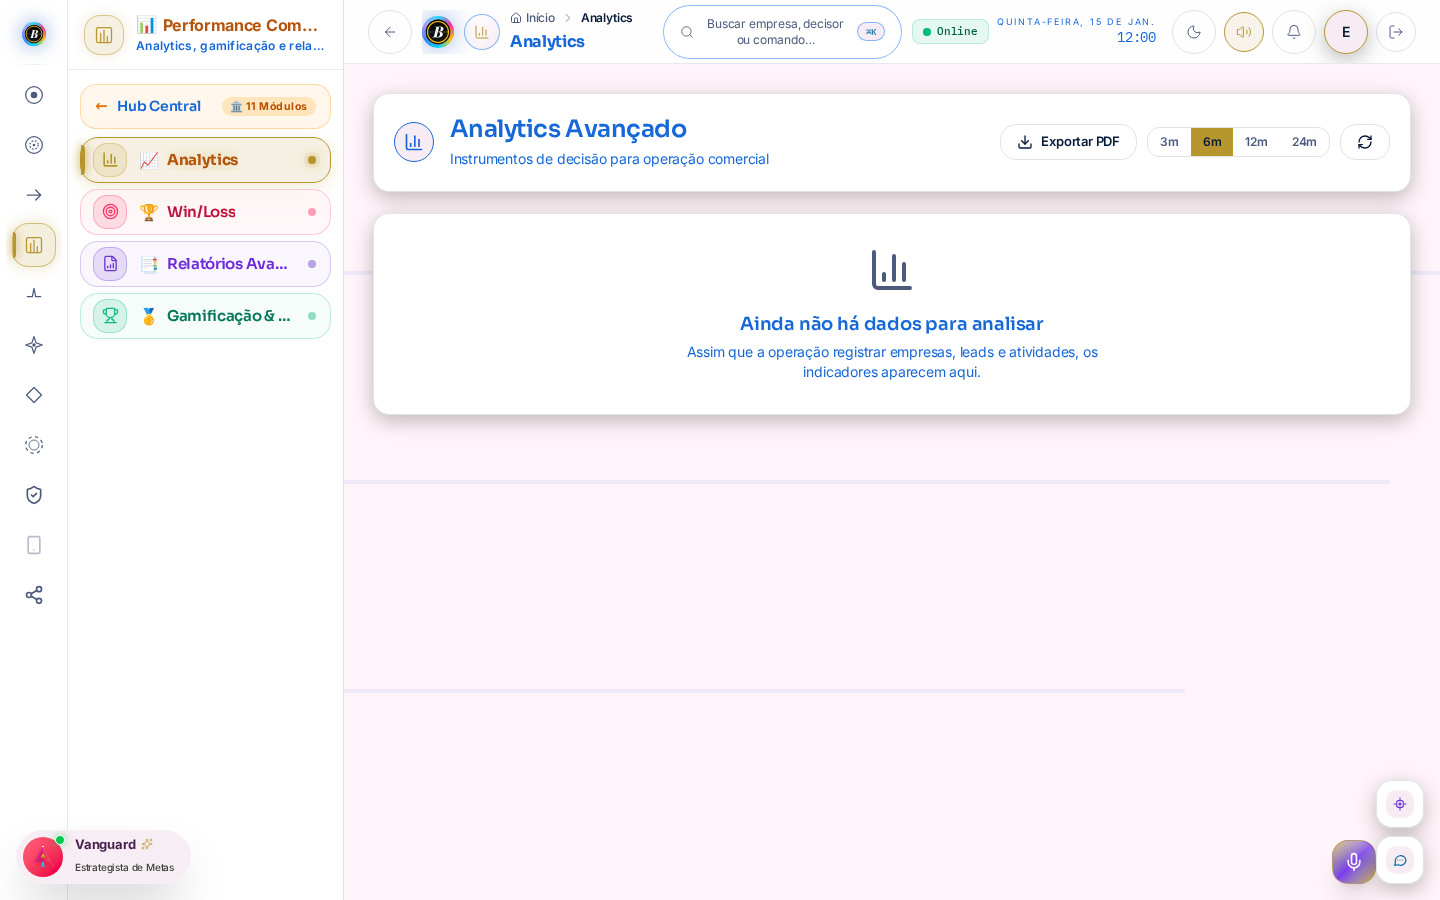 B
📊 Performance Com...
Analytics, gamificação e rela...
← Hub Central
🏛️ 11 Módulos
📈 Analytics
🏆 Win/Loss
📑 Relatórios Ava...
🥇 Gamificação & ...
Vanguard
Estrategista de Metas
B
Início > Analytics
Analytics
Buscar empresa, decisor
ou comando...
⌘K
Online
QUINTA-FEIRA, 15 DE JAN.
12:00
E
Analytics Avançado
Instrumentos de decisão para operação comercial
Exportar PDF
3m 6m 12m 24m
Ainda não há dados para analisar
Assim que a operação registrar empresas, leads e atividades, os
indicadores aparecem aqui.